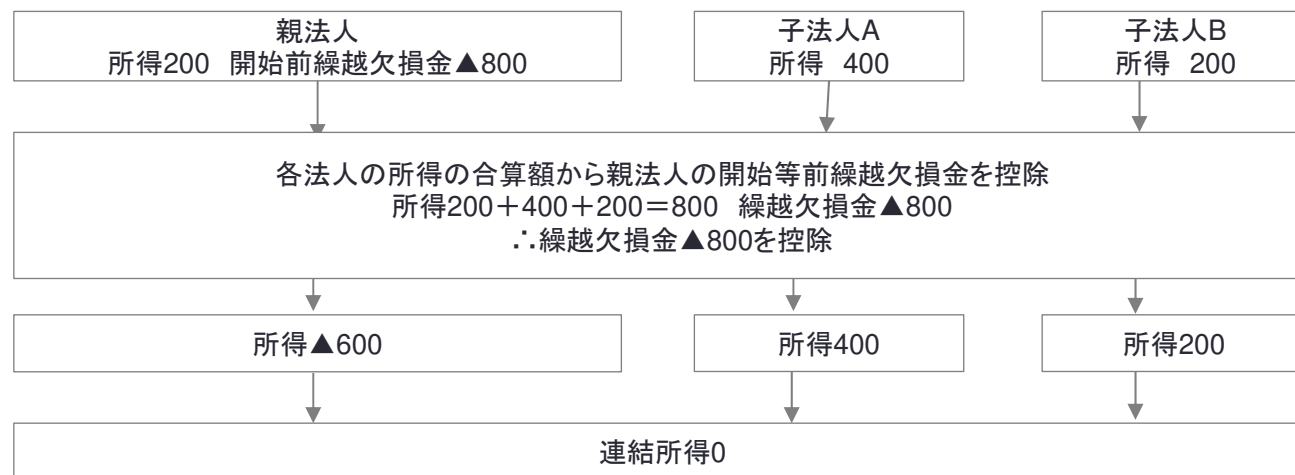 親法人
所得200 開始前繰越欠損金▲800
子法人A
所得 400
子法人B
所得 200
各法人の所得の合算額から親法人の開始等前繰越欠損金を控除
所得200＋400＋200＝800 繰越欠損金▲800
∴繰越欠損金▲800を控除
所得▲600
所得400
所得200
連結所得0